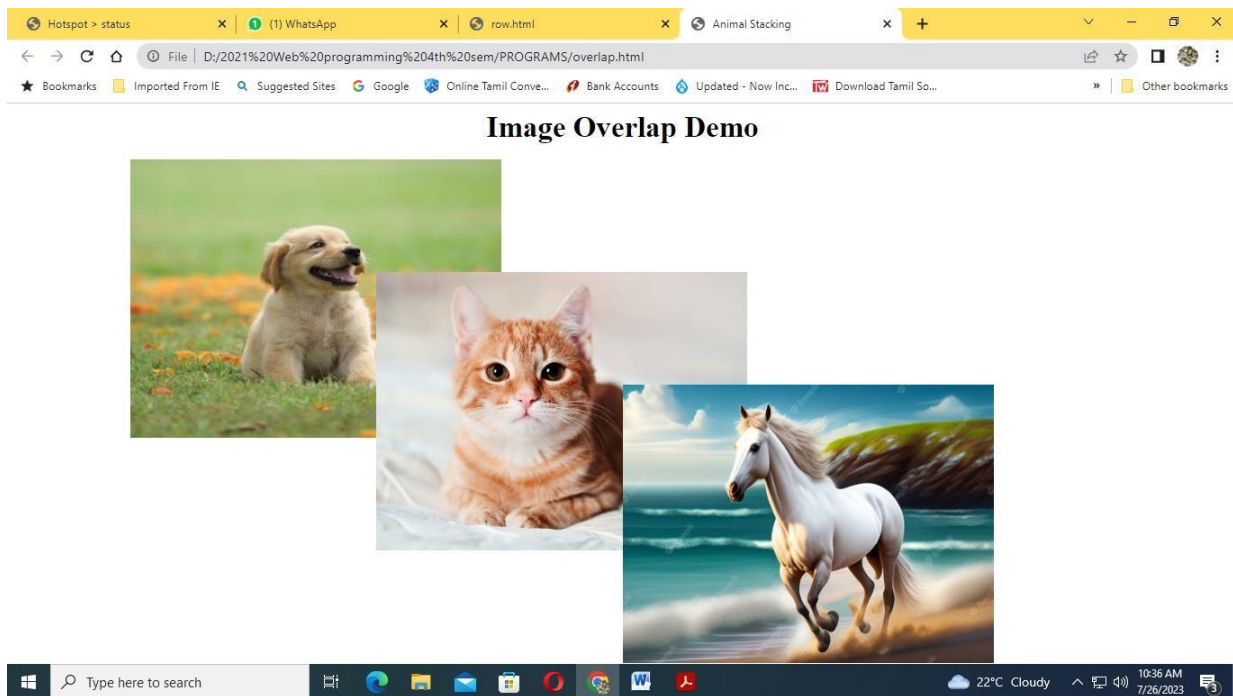 Hotspot > status
(1) WhatsApp
row.html
Animal Stacking
File D:/2021%20Web%20programming%204th%20sem/PROGRAMS/overlap.html
Bookmarks Imported From IE Suggested Sites Google Online Tamil Conve... Bank Accounts Updated - Now Inc... Download Tamil So... » Other bookmarks
Image Overlap Demo
Type here to search 22°C Cloudy 10:36 AM
7/26/2023